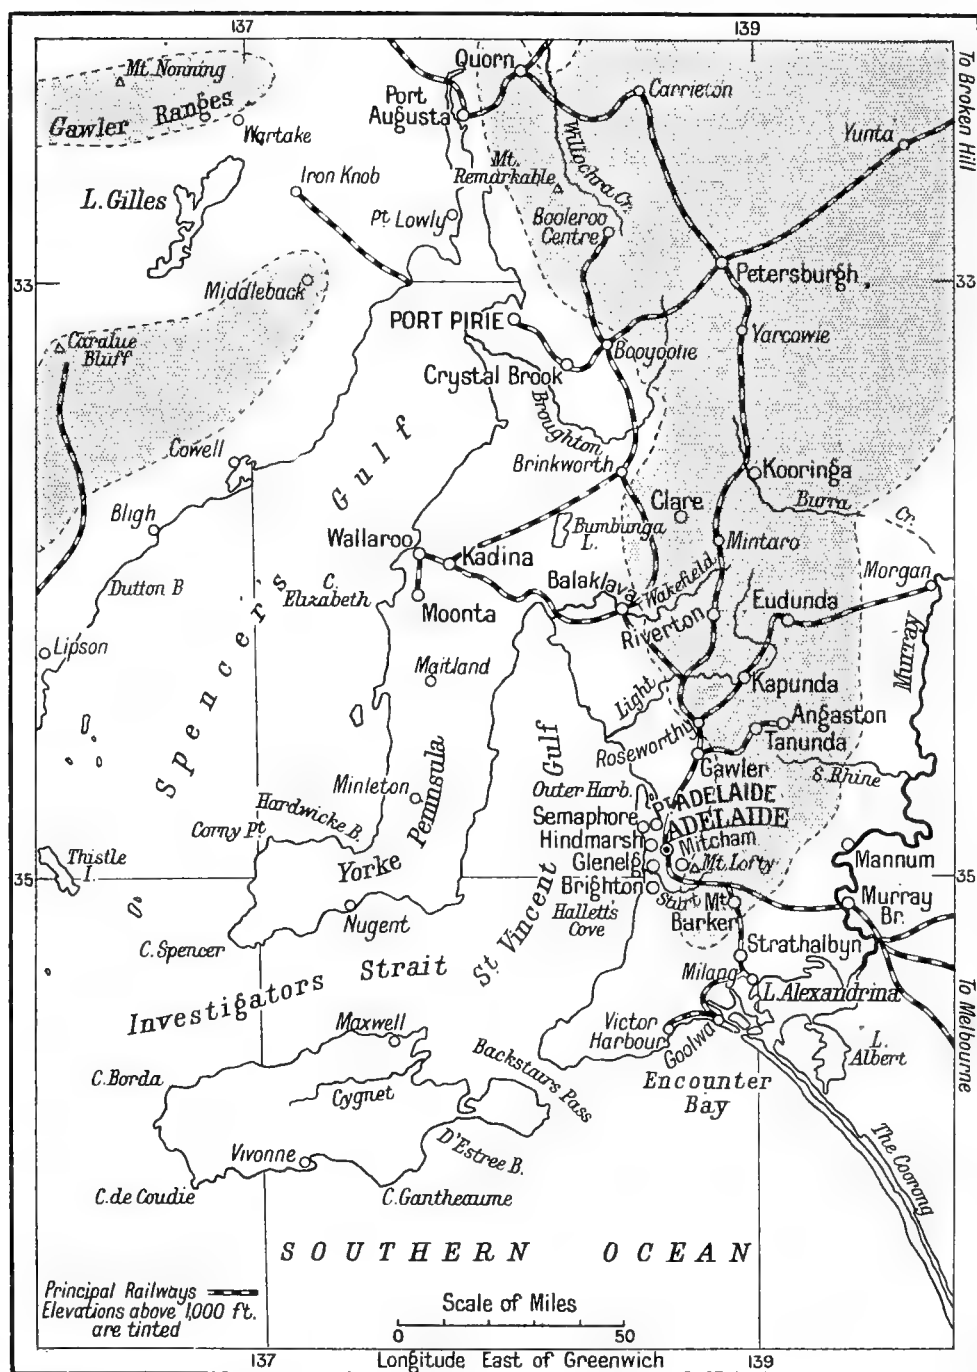 137
139
To Broken Hill
Mt. Nonning
Gawler Ranges
Wartake
Quorn
Port
Augusta
Carrieton
Yunta
Willochra Cr.
Mt.
Remarkable
L. Gilles
Iron Knob
Pt. Lowly
Booleroo
Centre
33
Middleback
Petersburgh
33
Caralue
Bluff
PORT PIRIE
Yarcowie
Booyoolie
Crystal Brook
Broughton
Cowell
Brinkworth
Kooringa
Burra
Cr.
Bligh
Clare
Bumbunga
L.
Wallaroo
Kadina
Mintaro
Dutton B
C.
Elizabeth
Moonta
Balaklava
Wakefield
Morgan
Riverton
Eudunda
Lipson
Maitland
Murray
Light
Kapunda
Spencer's Gulf
Roseworthy
Angaston
Tanunda
Gawler
S. Rhine
Minleton
Hardwicke B.
Yorke Peninsula
Outer Harb.
Pt. ADELAIDE
Semaphore
ADELAIDE
Hindmarsh
Mitcham
Corny Pt.
Thistle
I.
Glenelg
Mt. Lofty
Mannum
35
Brighton
Sturt
Mt.
Barker
35
Murray
Br.
Halletts
Cove
Nugent
C. Spencer
St Vincent Gulf
Strathalbyn
Investigators Strait
Milang
L. Alexandrina
To Melbourne
Maxwell
Victor
Harbour
Goolwa
L.
Albert
C. Borda
Backstairs Pass
Encounter
Bay
Cygnet
Vivonne
D'Estree B.
The Coorong
C. de Coudie
C. Gantheaume
SOUTHERN OCEAN
Principal Railways
Elevations above 1,000 ft.
are tinted
Scale of Miles
0 50
137
Longitude East of Greenwich
139